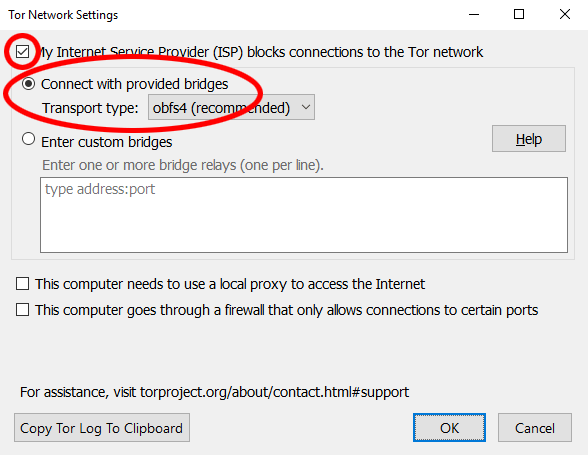 Tor Network Settings
My Internet Service Provider (ISP) blocks connections to the Tor network
Connect with provided bridges
Transport type: obfs4 (recommended)
Enter custom bridges
Help
Enter one or more bridge relays (one per line).
type address:port
This computer needs to use a local proxy to access the Internet
This computer goes through a firewall that only allows connections to certain ports
For assistance, visit torproject.org/about/contact.html#support
Copy Tor Log To Clipboard
OK
Cancel